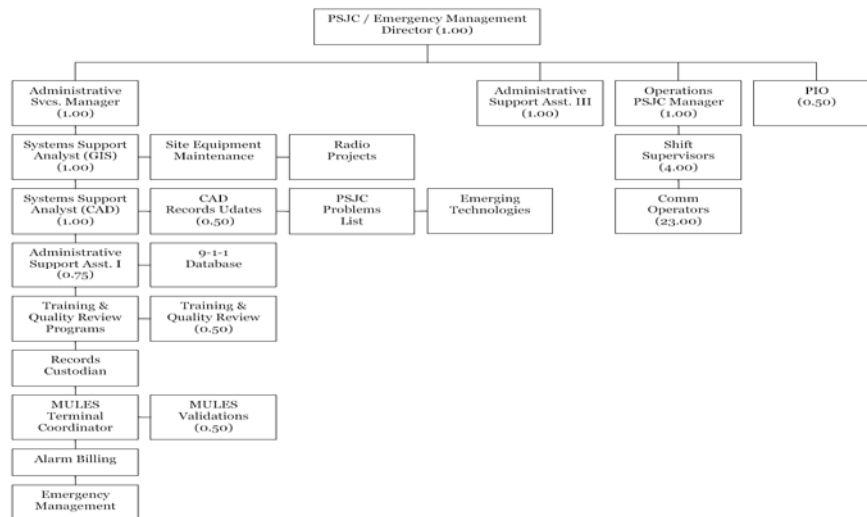 PSJC / Emergency Management
Director (1.00)
Administrative
Svcs. Manager
(1.00)
Administrative
Support Asst. III
(1.00)
Operations
PSJC Manager
(1.00)
PIO
(0.50)
Systems Support
Analyst (GIS)
(1.00)
Site Equipment
Maintenance
Radio
Projects
Shift
Supervisors
(4.00)
Systems Support
Analyst (CAD)
(1.00)
CAD
Records Udates
(0.50)
PSJC
Problems
List
Emerging
Technologies
Comm
Operators
(23.00)
Administrative
Support Asst. I
(0.75)
9-1-1
Database
Training &
Quality Review
Programs
Training &
Quality Review
(0.50)
Records
Custodian
MULES
Terminal
Coordinator
MULES
Validations
(0.50)
Alarm Billing
Emergency
Management